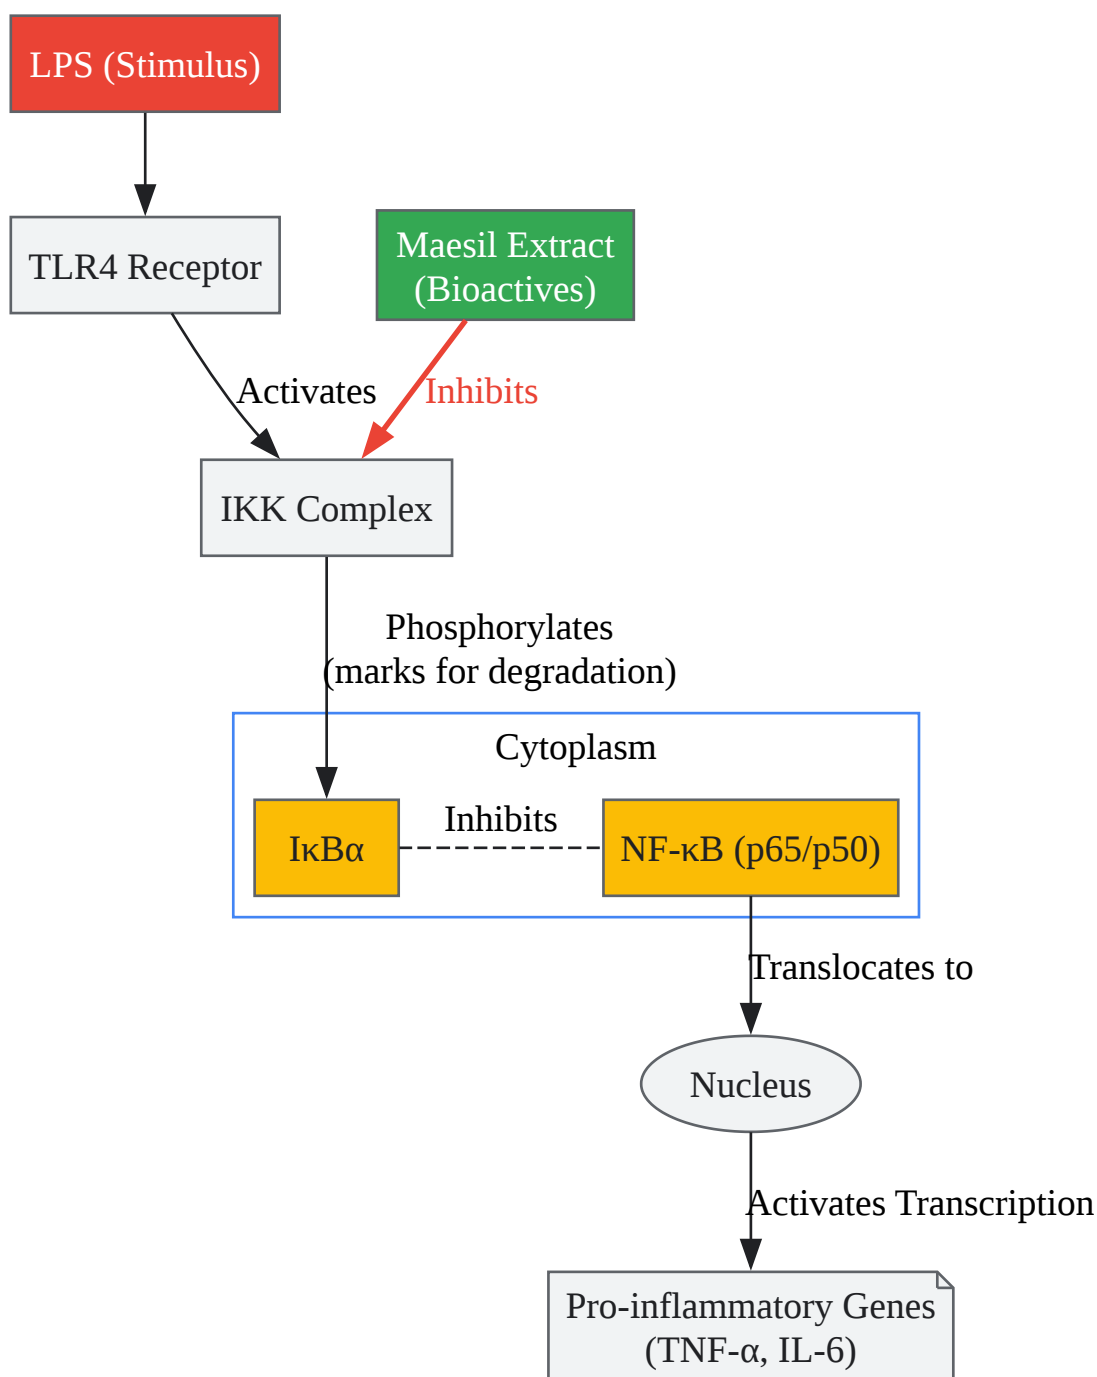 LPS (Stimulus)
TLR4 Receptor
Maesil Extract
(Bioactives)
Activates
Inhibits
IKK Complex
Phosphorylates
(marks for degradation)
Cytoplasm
Inhibits
IκBα
NF-κB (p65/p50)
Translocates to
Nucleus
Activates Transcription
Pro-inflammatory Genes
(TNF-α, IL-6)